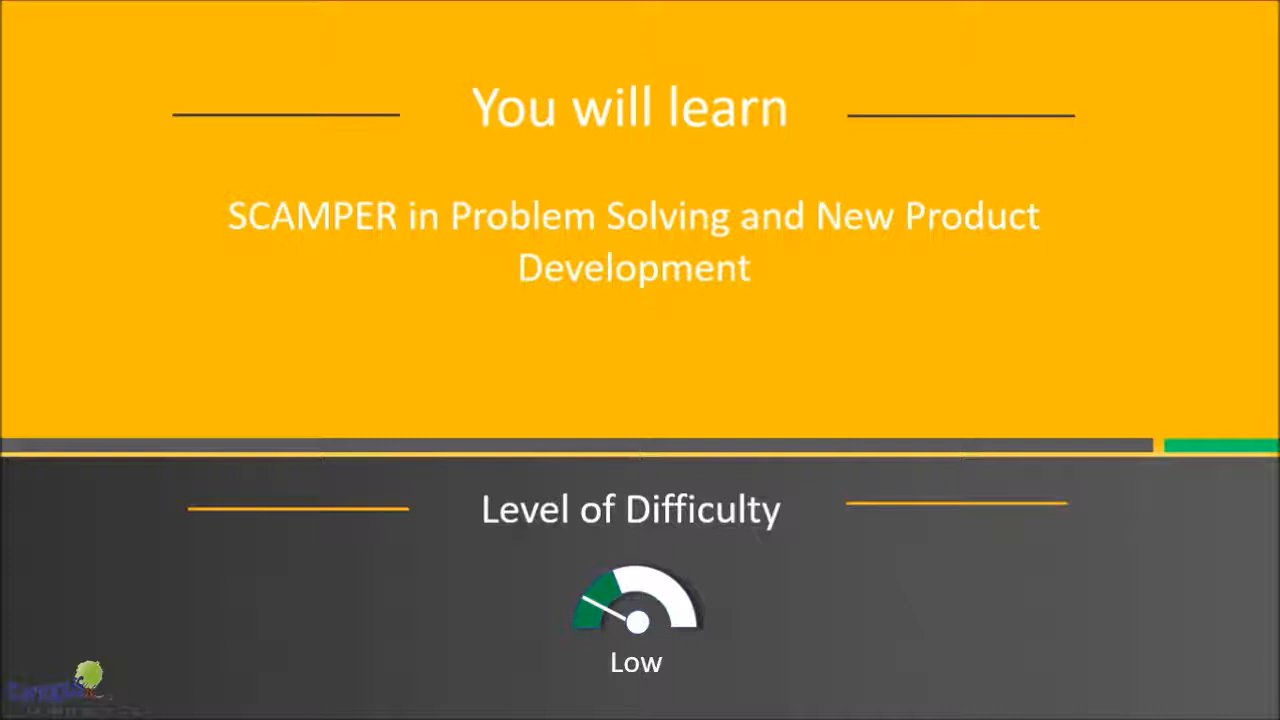 You will learn
SCAMPER in Problem Solving and New Product
Development
Level of Difficulty
Low